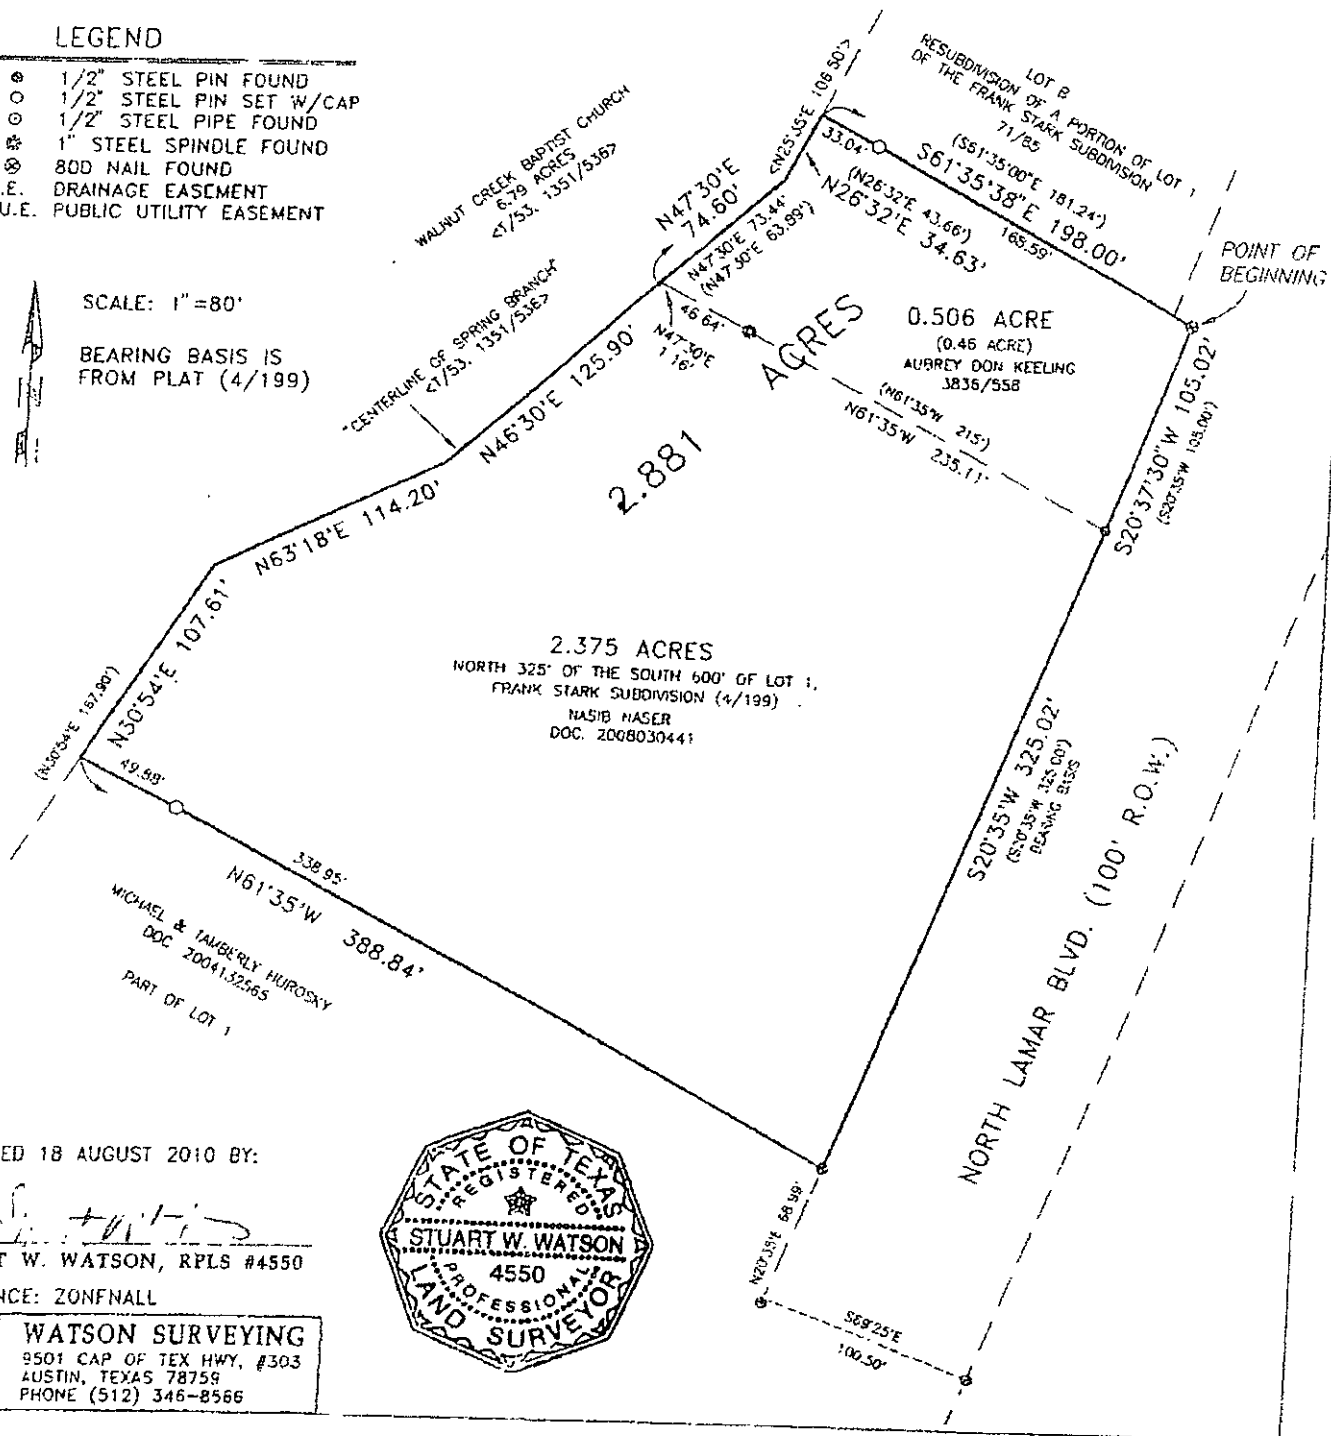 LEGEND
1/2" STEEL PIN FOUND
1/2" STEEL PIN SET W/CAP
1/2" STEEL PIPE FOUND
1" STEEL SPINDLE FOUND
80D NAIL FOUND
.E. DRAINAGE EASEMENT
U.E. PUBLIC UTILITY EASEMENT
SCALE: 1"=80'
BEARING BASIS IS
FROM PLAT (4/199)
WALNUT CREEK BAPTIST CHURCH
6.79 ACRES
<1/53, 1351/536>
"CENTERLINE OF SPRING BRANCH"
<1/53, 1351/536>
<N25°35'E 106.50'>
RESUBDIVISION OF A PORTION OF LOT 1
OF THE FRANK STARK SUBDIVISION
LOT B
71/85
33.04'
(S61°35'00"E 181.24')
S61°35'38"E 198.00'
165.59'
(N26°32'E 43.66')
N26°32'E 34.63'
N47°30'E
74.60'
N47°30'E 73.44'
(N47°30'E 63.89')
46.64'
N47°30'E
1.16'
POINT OF
BEGINNING
0.506 ACRE
(0.46 ACRE)
AUBREY DON KEELING
3836/558
2.881 ACRES
(N61°35'W 215')
N61°35'W 235.11'
S20°37'30"W 105.02'
(S20°35'W 105.00')
N46°30'E 125.90'
N63°18'E 114.20'
N30°54'E 107.61'
(N30°54'E 167.90')
2.375 ACRES
NORTH 325' OF THE SOUTH 600' OF LOT 1,
FRANK STARK SUBDIVISION (4/199)
NASIB NASER
DOC. 2008030441
49.88'
338.95'
N61°35'W 388.84'
MICHAEL & TAMBERLY HUROSKY
DOC 2004132565
PART OF LOT 1
S20°35'W 325.02'
(S20°35'W 325.00')
BEARING BASIS
NORTH LAMAR BLVD. (100' R.O.W.)
N20°35'E 68.99'
S69°25'E
100.50'
ED 18 AUGUST 2010 BY:
T W. WATSON, RPLS #4550
NCE: ZONFNALL
WATSON SURVEYING
9501 CAP OF TEX HWY, #303
AUSTIN, TEXAS 78759
PHONE (512) 346-8566
STATE OF TEXAS
REGISTERED
STUART W. WATSON
4550
PROFESSIONAL
LAND SURVEYOR